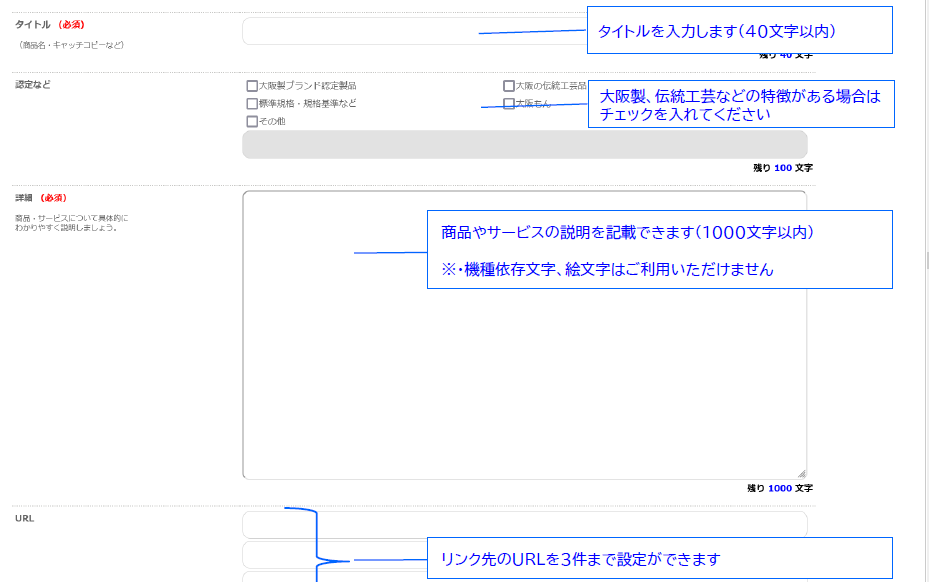 タイトル (必須)
(商品名・キャッチコピーなど)
タイトルを入力します(40文字以内)
残り 40 文字
認定など
大阪製ブランド認定製品
大阪の伝統工芸品
標準規格・規格基準など
大阪もん
その他
大阪製、伝統工芸などの特徴がある場合は
チェックを入れてください
残り 100 文字
詳細 (必須)
商品・サービスについて具体的に
わかりやすく説明しましょう。
商品やサービスの説明を記載できます(1000文字以内)
※・機種依存文字、絵文字はご利用いただけません
残り 1000 文字
URL
リンク先のURLを3件まで設定ができます